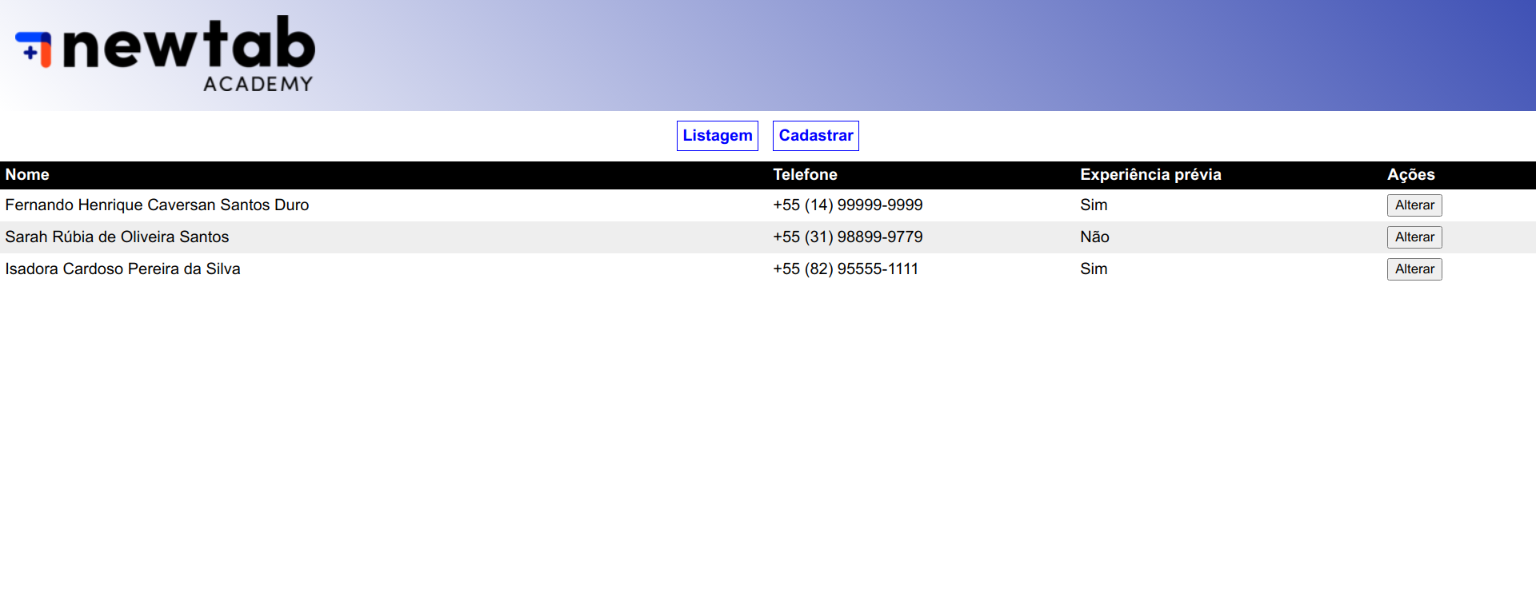 newtab
ACADEMY
Listagem Cadastrar
Nome Telefone Experiência prévia Ações
Fernando Henrique Caversan Santos Duro +55 (14) 99999-9999 Sim Alterar
Sarah Rúbia de Oliveira Santos +55 (31) 98899-9779 Não Alterar
Isadora Cardoso Pereira da Silva +55 (82) 95555-1111 Sim Alterar